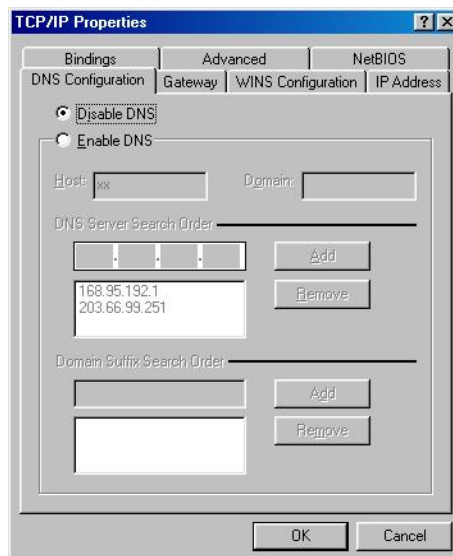 TCP/IP Properties
Bindings Advanced NetBIOS
DNS Configuration Gateway WINS Configuration IP Address
Disable DNS
Enable DNS
Host: xx Domain:
DNS Server Search Order
Add
168.95.192.1
203.66.99.251
Remove
Domain Suffix Search Order
Add
Remove
OK Cancel